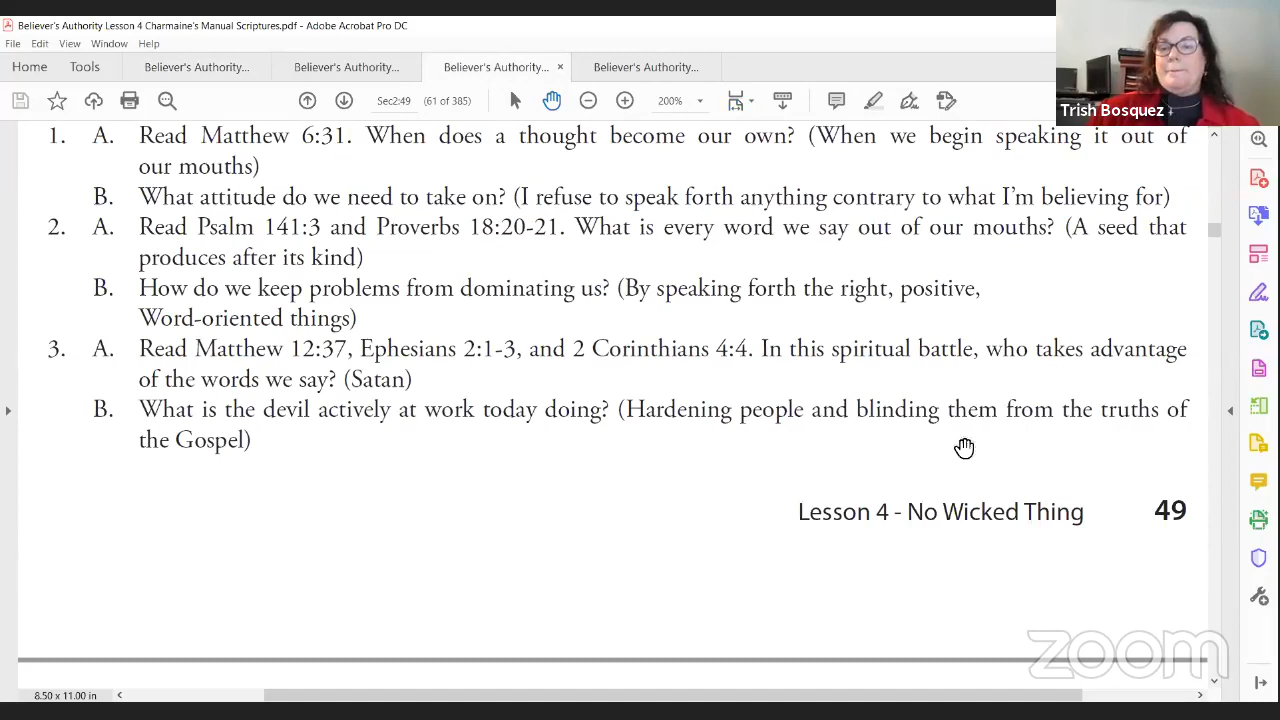 Believer's Authority Lesson 4 Charmaine's Manual Scriptures.pdf - Adobe Acrobat Pro DC
File Edit View Window Help
Home Tools Believer's Authority... Believer's Authority... Believer's Authority... × Believer's Authority...
Sec2:49 (61 of 385) 200%
Trish Bosquez
1. A. Read Matthew 6:31. When does a thought become our own? (When we begin speaking it out of
our mouths)
B. What attitude do we need to take on? (I refuse to speak forth anything contrary to what I'm believing for)
2. A. Read Psalm 141:3 and Proverbs 18:20-21. What is every word we say out of our mouths? (A seed that
produces after its kind)
B. How do we keep problems from dominating us? (By speaking forth the right, positive,
Word-oriented things)
3. A. Read Matthew 12:37, Ephesians 2:1-3, and 2 Corinthians 4:4. In this spiritual battle, who takes advantage
of the words we say? (Satan)
B. What is the devil actively at work today doing? (Hardening people and blinding them from the truths of
the Gospel)
Lesson 4 - No Wicked Thing 49
zoom
8.50 x 11.00 in